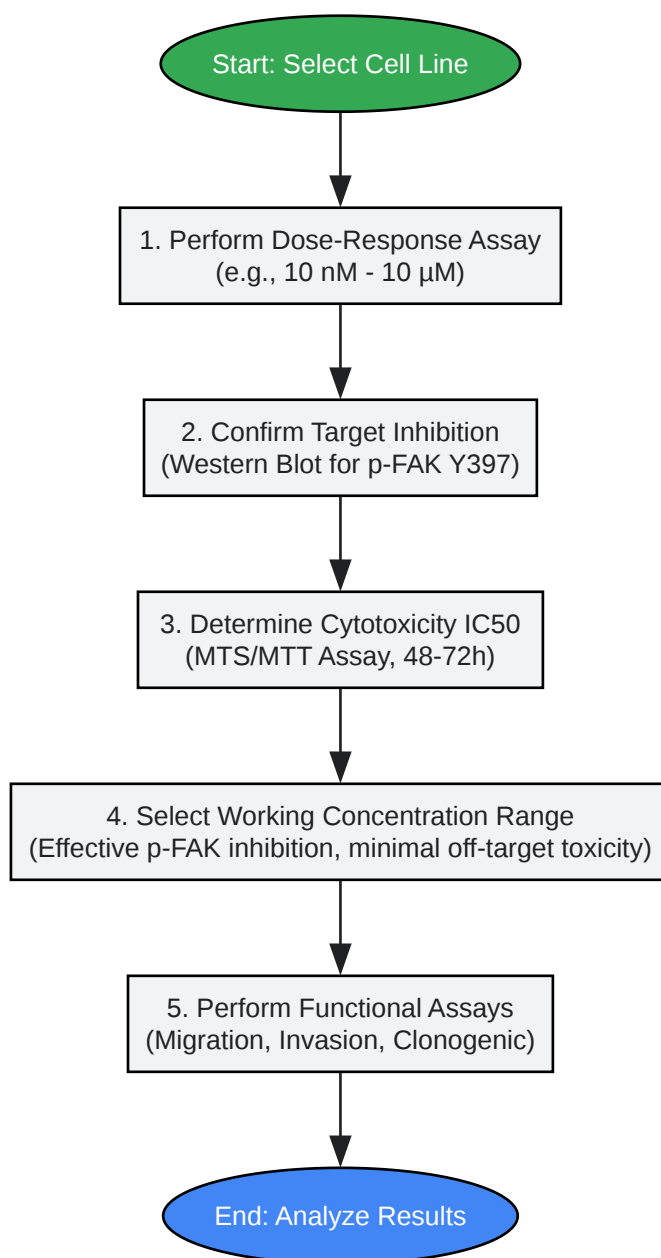 Start: Select Cell Line
1. Perform Dose-Response Assay
(e.g., 10 nM - 10 µM)
2. Confirm Target Inhibition
(Western Blot for p-FAK Y397)
3. Determine Cytotoxicity IC50
(MTS/MTT Assay, 48-72h)
4. Select Working Concentration Range
(Effective p-FAK inhibition, minimal off-target toxicity)
5. Perform Functional Assays
(Migration, Invasion, Clonogenic)
End: Analyze Results